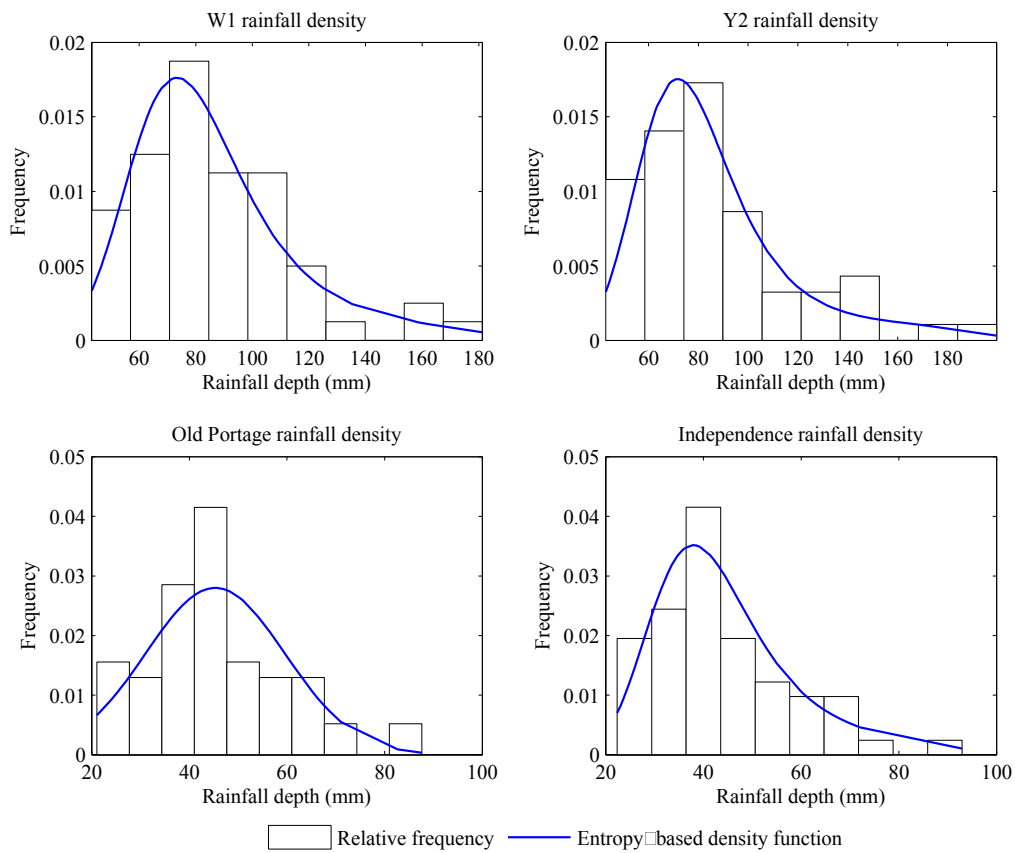 W1 rainfall density
0.02
0.015
0.01
0.005
0
Frequency
60 80 100 120 140 160 180
Rainfall depth (mm)
Y2 rainfall density
0.02
0.015
0.01
0.005
0
Frequency
60 80 100 120 140 160 180
Rainfall depth (mm)
Old Portage rainfall density
0.05
0.04
0.03
0.02
0.01
0
Frequency
20 40 60 80 100
Rainfall depth (mm)
Independence rainfall density
0.05
0.04
0.03
0.02
0.01
0
Frequency
20 40 60 80 100
Rainfall depth (mm)
Relative frequency Entropy□based density function